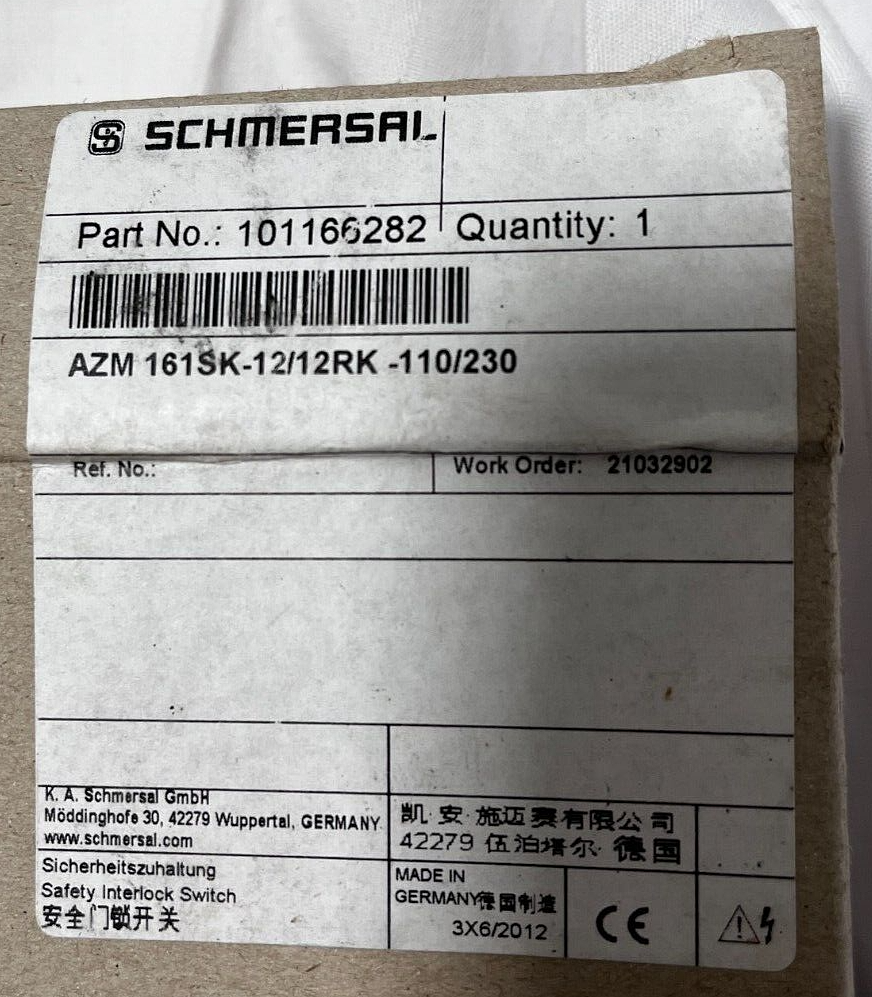 SCHMERSAL
Part No.: 101166282 Quantity: 1
AZM 161SK-12/12RK -110/230
Ref. No.: Work Order: 21032902
K. A. Schmersal GmbH
Möddinghofe 30, 42279 Wuppertal, GERMANY
www.schmersal.com
凯·安·施迈赛有限公司
42279 伍泊塔尔· 德国
Sicherheitszuhaltung
Safety Interlock Switch
安全门锁开关
MADE IN
GERMANY德国制造
3X6/2012
CE